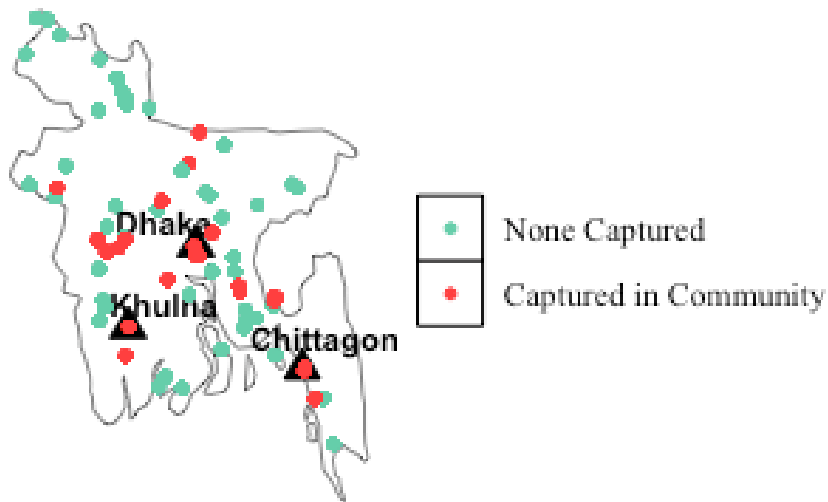 Dhaka
Khulna
Chittagon
None Captured
Captured in Community